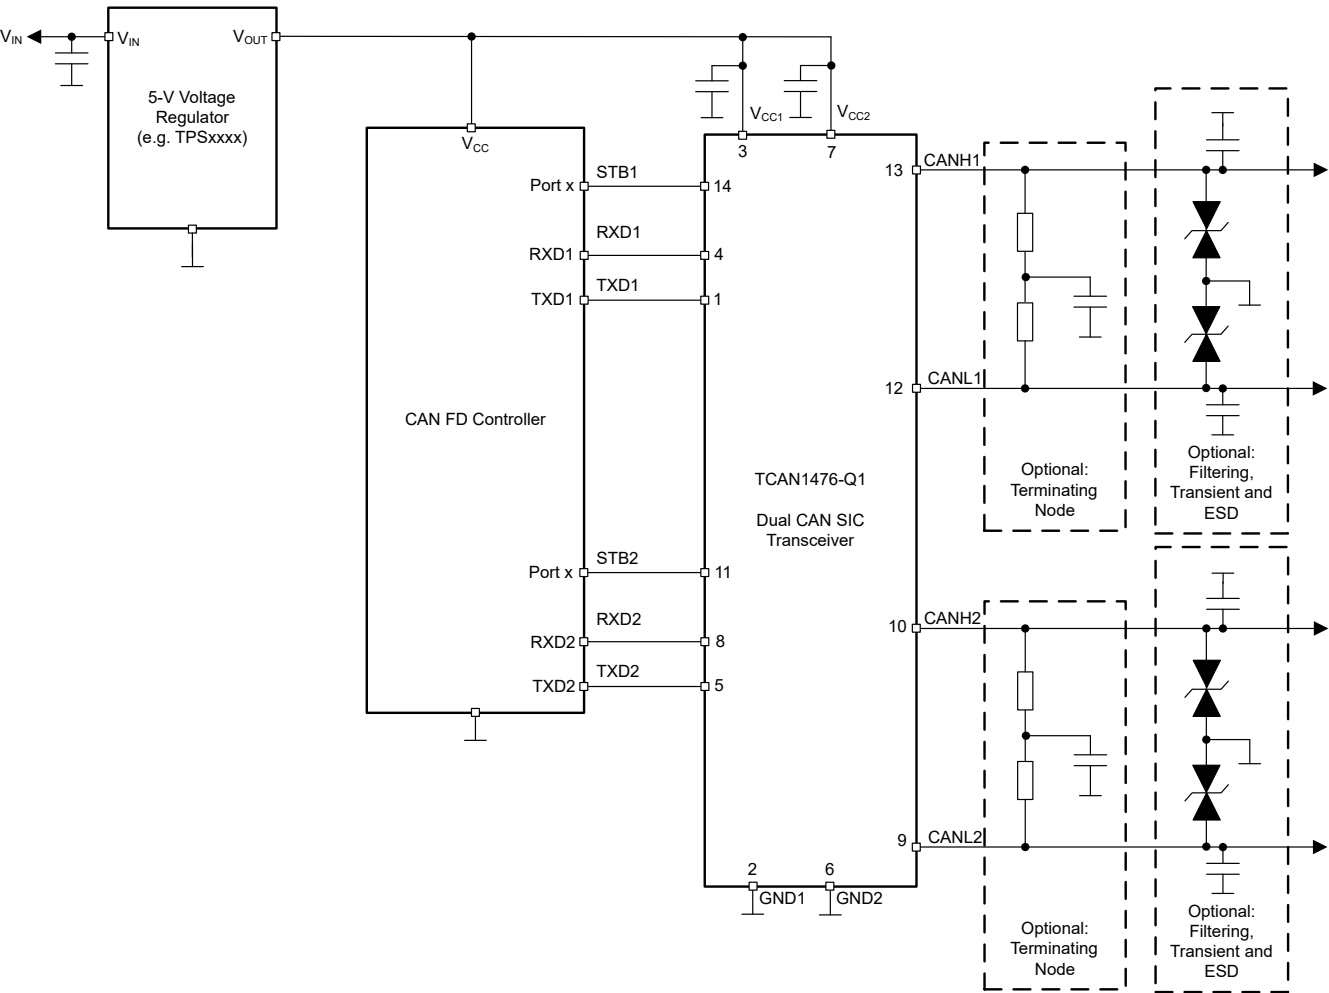 VIN
VIN
VOUT
5-V Voltage
Regulator
(e.g. TPSxxxx)
VCC
VCC1
VCC2
3
7
Port x
STB1
14
RXD1
RXD1
4
TXD1
TXD1
1
CAN FD Controller
Port x
STB2
11
RXD2
RXD2
8
TXD2
TXD2
5
TCAN1476-Q1
Dual CAN SIC
Transceiver
13
CANH1
12
CANL1
10
CANH2
9
CANL2
2
GND1
6
GND2
Optional:
Terminating
Node
Optional:
Filtering,
Transient and
ESD
Optional:
Terminating
Node
Optional:
Filtering,
Transient and
ESD